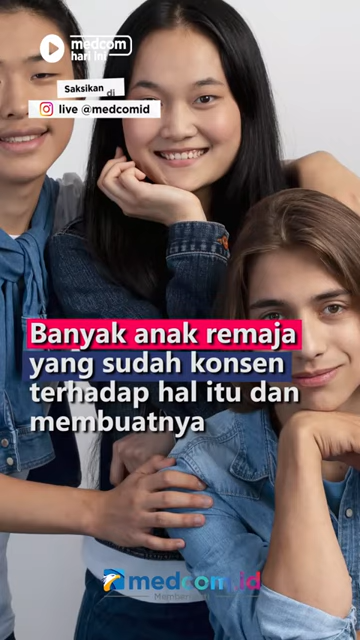 medcom
hari ini
Saksikan
di
live @medcomid
Banyak anak remaja
yang sudah konsen
terhadap hal itu dan
membuatnya
medcom.id